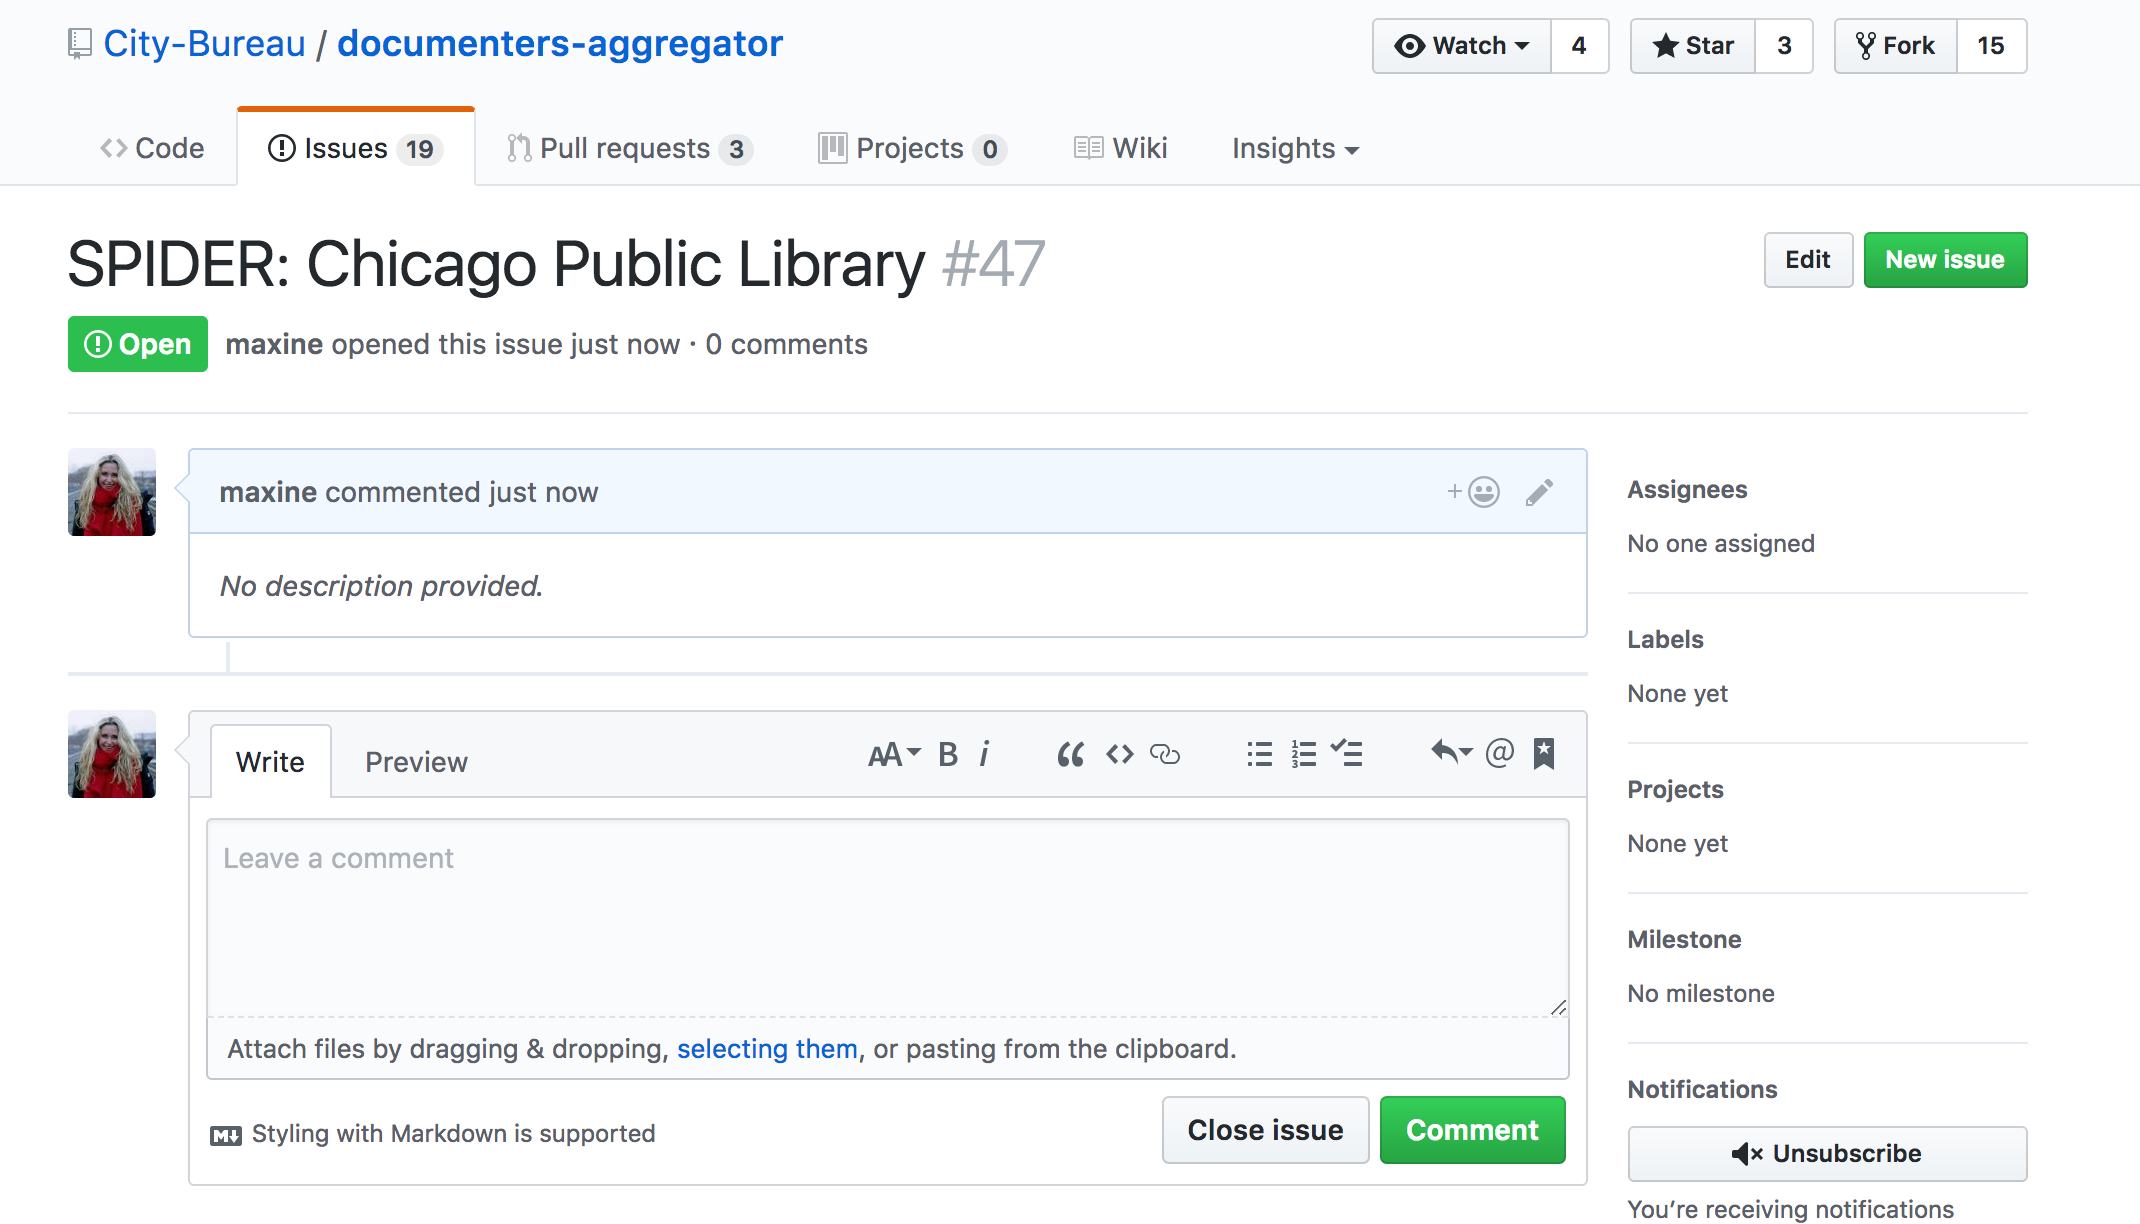 City-Bureau / documenters-aggregator
Watch 4 Star 3 Fork 15
Code Issues 19 Pull requests 3 Projects 0 Wiki Insights
SPIDER: Chicago Public Library #47
Edit New issue
Open maxine opened this issue just now · 0 comments
maxine commented just now
No description provided.
Assignees
No one assigned
Labels
None yet
Projects
None yet
Milestone
No milestone
Notifications
Unsubscribe
You’re receiving notifications
Write Preview AA B i
Leave a comment
Attach files by dragging & dropping, selecting them, or pasting from the clipboard.
M Styling with Markdown is supported
Close issue Comment